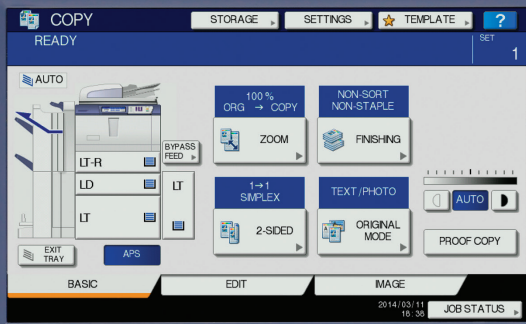 COPY
STORAGE
SETTINGS
TEMPLATE
?
READY
SET
1
AUTO
100 %
ORG → COPY
ZOOM
NON-SORT
NON-STAPLE
FINISHING
BYPASS
FEED
LT-R
LD
LT
LT
1→1
SIMPLEX
2-SIDED
TEXT/PHOTO
ORIGINAL
MODE
AUTO
PROOF COPY
EXIT
TRAY
APS
BASIC
EDIT
IMAGE
2014/03/11
18:38
JOB STATUS